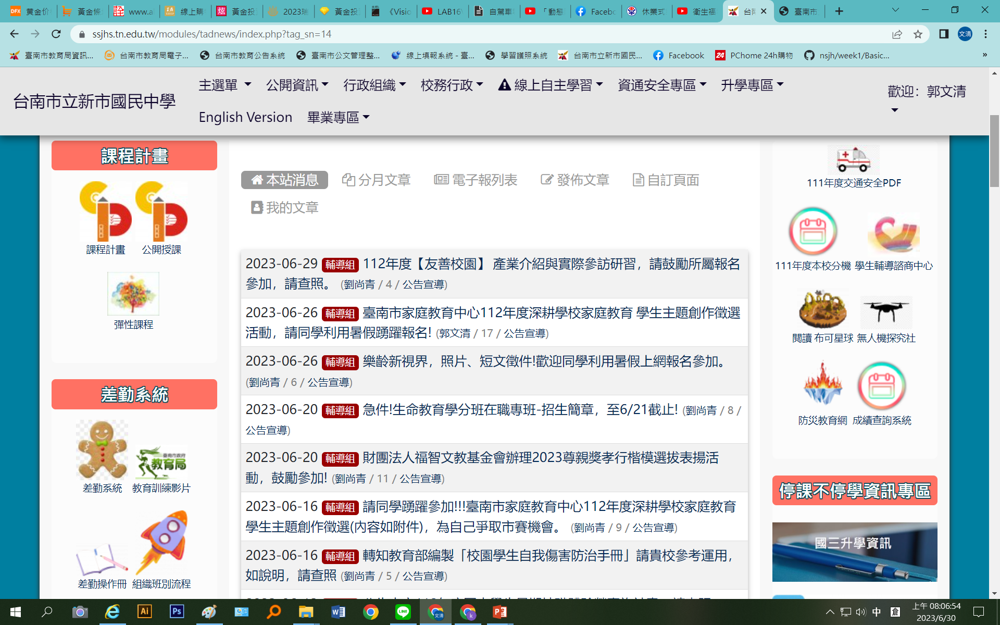 黃金价
黃金條
www.a
線上購
黃金投
2023瑞
黃金投
《Visio
LAB16
自駕車
「動態
Facebo
休業式
衛生福
台南
臺南市
ssjhs.tn.edu.tw/modules/tadnews/index.php?tag_sn=14
文清
臺南市教育局資訊...
臺南市教育局電子...
臺南市教育公告系統
臺南市公文管理整...
線上填報系統 - 臺...
學習護照系統
台南市立新市國民...
Facebook
PChome 24h購物
nsjh/week1/Basic...
»
台南市立新市國民中學
主選單 公開資訊 行政組織 校務行政 線上自主學習 資通安全專區 升學專區
English Version 畢業專區
歡迎：郭文清
課程計畫
課程計畫 公開授課
彈性課程
差勤系統
臺南市政府
教育局
差勤系統 教育訓練影片
差勤操作冊 組織班別流程
本站消息 分月文章 電子報列表 發佈文章 自訂頁面
我的文章
2023-06-29 輔導組 112年度【友善校園】 產業介紹與實際參訪研習，請鼓勵所屬報名
參加，請查照。 (劉尚青 / 4 / 公告宣導)
2023-06-26 輔導組 臺南市家庭教育中心112年度深耕學校家庭教育 學生主題創作徵選
活動，請同學利用暑假踴躍報名! (郭文清 / 17 / 公告宣導)
2023-06-26 輔導組 樂齡新視界，照片、短文徵件!歡迎同學利用暑假上網報名參加。
(劉尚青 / 6 / 公告宣導)
2023-06-20 輔導組 急件!生命教育學分班在職專班-招生簡章，至6/21截止! (劉尚青 / 8 /
公告宣導)
2023-06-20 輔導組 財團法人福智文教基金會辦理2023尊親獎孝行楷模選拔表揚活
動，鼓勵參加! (劉尚青 / 11 / 公告宣導)
2023-06-16 輔導組 請同學踴躍參加!!!臺南市家庭教育中心112年度深耕學校家庭教育
學生主題創作徵選(內容如附件)，為自己爭取市賽機會。 (劉尚青 / 9 / 公告宣導)
2023-06-16 輔導組 轉知教育部編製「校園學生自我傷害防治手冊」請貴校參考運用，
如說明，請查照 (劉尚青 / 5 / 公告宣導)
111年度交通安全PDF
111年度本校分機 學生輔導諮商中心
閱讀 布可星球 無人機探究社
防災教育網 成績查詢系統
停課不停學資訊專區
國三升學資訊
中
倉
上午 08:06:54
2023/6/30